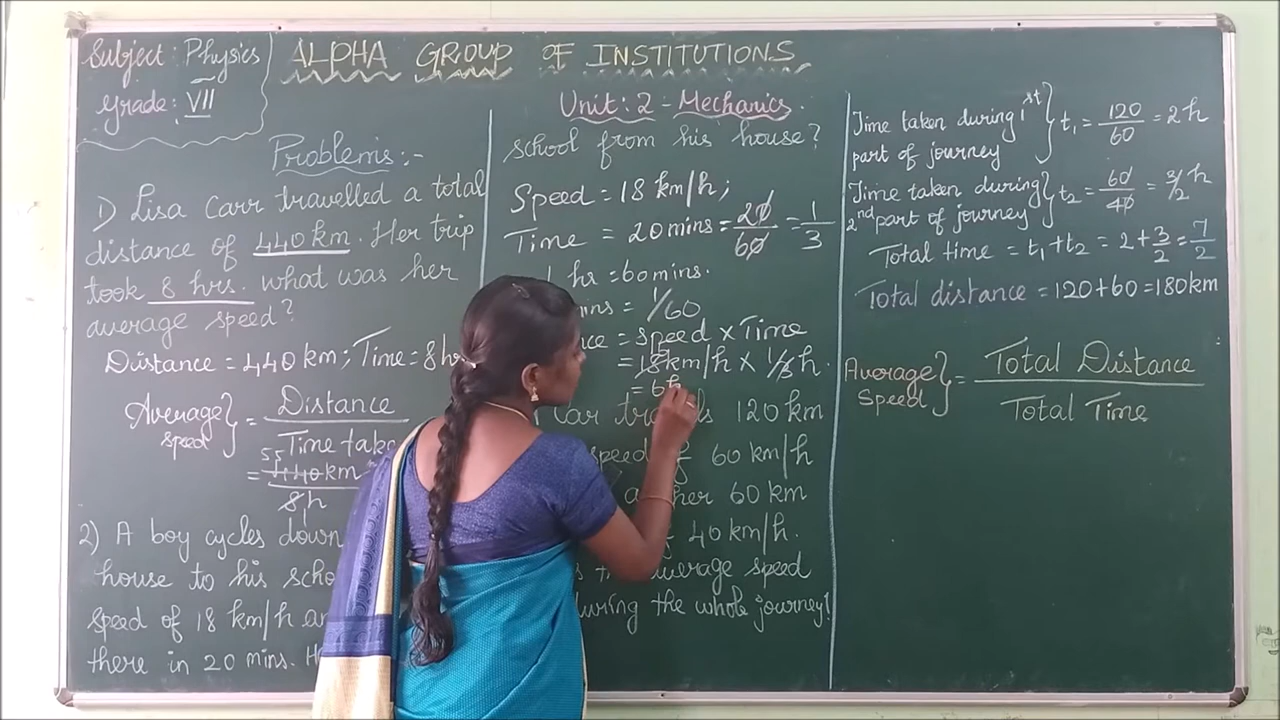 Subject: Physics
Grade: VII
ALPHA GROUP OF INSTITUTIONS
Unit: 2 - Mechanics.
Problems:-
1) Lisa Carr travelled a total
distance of 440 km. Her trip
took 8 hrs. what was her
average speed?
Distance = 440 km; Time = 8 hr
Average speed } = Distance
Time take
55
= 440 km
8 h
1
2) A boy cycles down
house to his scho
speed of 18 km/h an
there in 20 mins. H
school from his house?
Speed = 18 km/h;
Time = 20 mins = 20/60 = 1/3
1 hr = 60 mins.
mins = 1/60
ce = speed × Time
= 18 km/h × 1/3 h.
= 6
Car travels 120 km
speed of 60 km/h
60 km
40 km/h.
average speed
during the whole journey?
Time taken during 1st
part of journey } t1 = 120/60 = 2 h
Time taken during
2nd part of journey } t2 = 60/40 = 3/2 h
Total time = t1 + t2 = 2 + 3/2 = 7/2
Total distance = 120 + 60 = 180 km
Average Speed } = Total Distance
Total Time